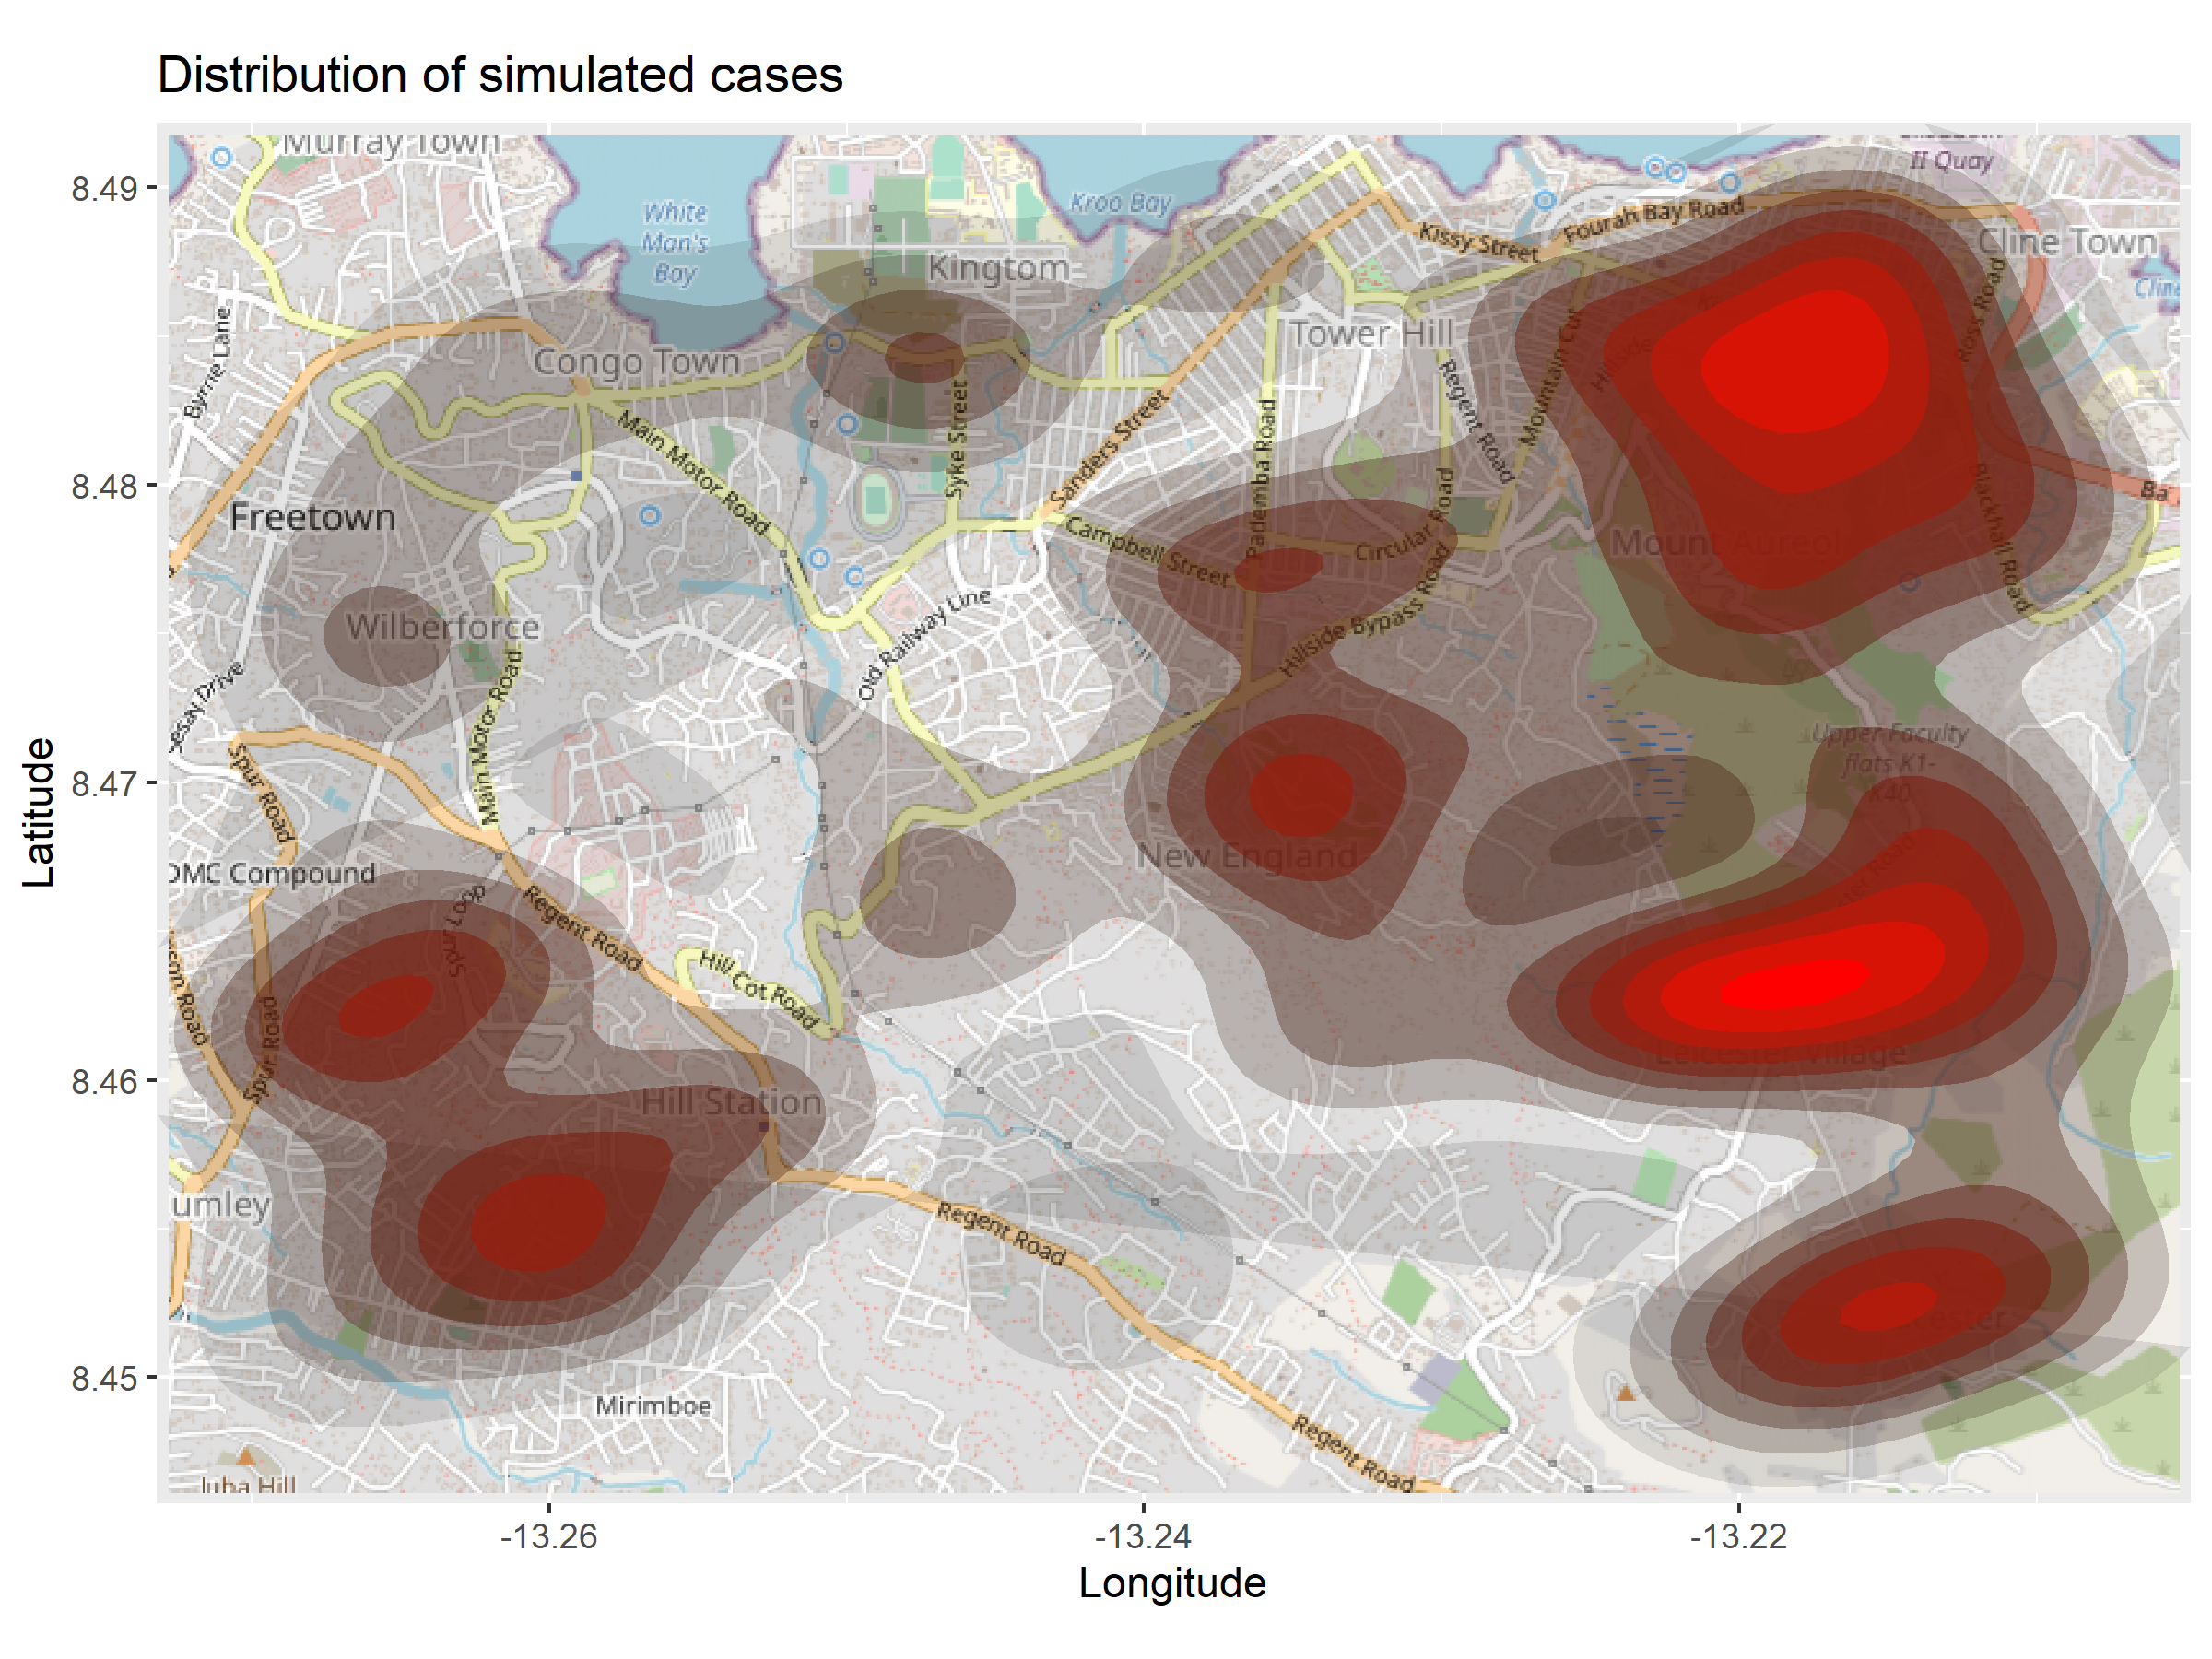 Distribution of simulated cases
Murray Town
II Quay
8.49
White
Man's
Bay
Kroo Bay
Kissy Street
Fourah Bay Road
Cline Town
Kingtom
Cline
Byrne Lane
Congo Town
Tower Hill
Ross Road
Main Motor Road
Syke Street
Sanders Street
Pademba Road
Regent Road
Mountain Cut
8.48
Freetown
Campbell Street
Circular Road
Mount Aureol
Blackhall Road
Ba
Wilberforce
Old Railway Line
Hillside Bypass Road
Main Motor Road
Upper Faculty
flats K1-
K40
8.47
Spur Road
OMC Compound
New England
Spur Loop
Regent Road
Hill Cot Road
Spur Road
Leicester Village
8.46
Hill Station
umley
Regent Road
8.45
Mirimboe
Regent Road
Juba Hill
-13.26
-13.24
-13.22
Latitude
Longitude